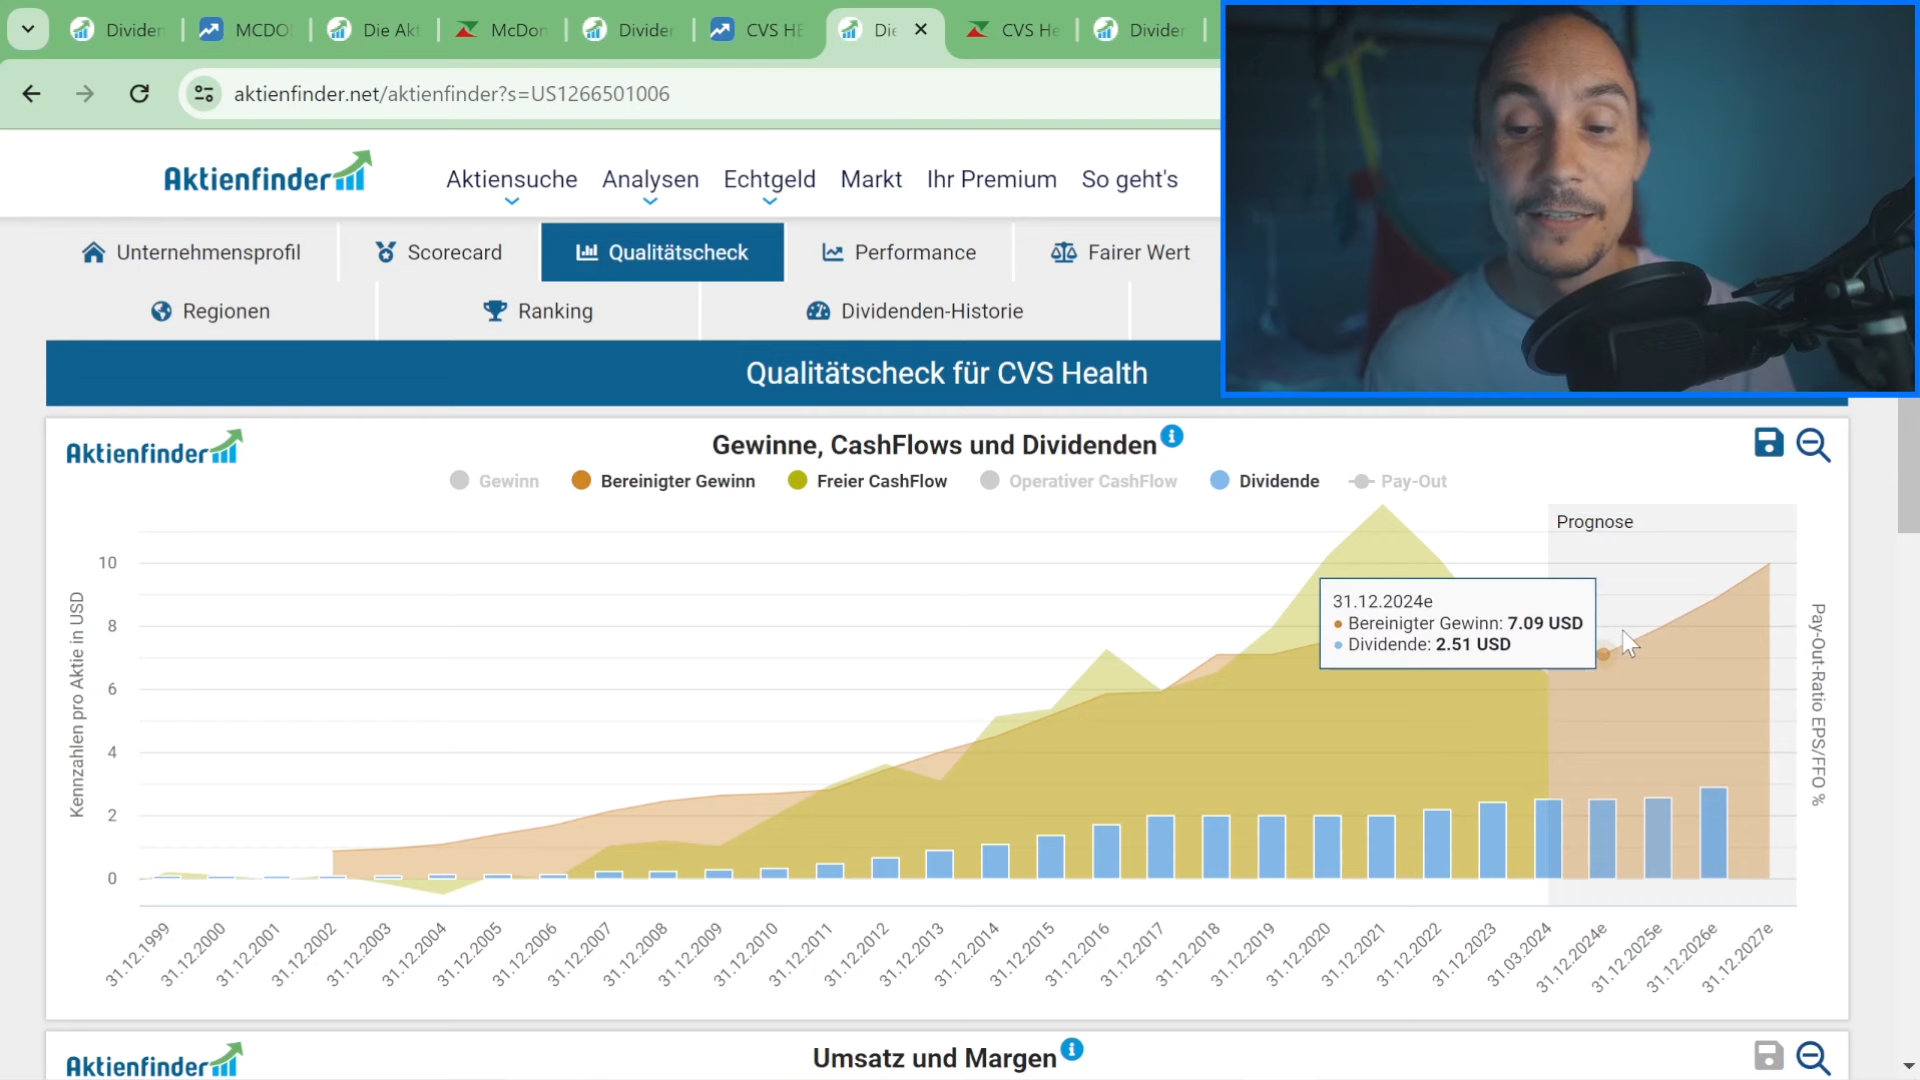 Divider
MCDO
Die Akt
McDon
Divider
CVS HE
Die
CVS He
Divider
aktienfinder.net/aktienfinder?s=US1266501006
Aktienfinder
Aktiensuche Analysen Echtgeld Markt Ihr Premium So geht's
Unternehmensprofil Scorecard Qualitätscheck Performance Fairer Wert
Regionen Ranking Dividenden-Historie
Qualitätscheck für CVS Health
Aktienfinder
Gewinne, CashFlows und Dividenden
Gewinn Bereinigter Gewinn Freier CashFlow Operativer CashFlow Dividende Pay-Out
Prognose
Kennzahlen pro Aktie in USD
10
8
6
4
2
0
31.12.2024e
Bereinigter Gewinn: 7.09 USD
Dividende: 2.51 USD
Pay-Out-Ratio EPS/FFO %
31.12.1999
31.12.2000
31.12.2001
31.12.2002
31.12.2003
31.12.2004
31.12.2005
31.12.2006
31.12.2007
31.12.2008
31.12.2009
31.12.2010
31.12.2011
31.12.2012
31.12.2013
31.12.2014
31.12.2015
31.12.2016
31.12.2017
31.12.2018
31.12.2019
31.12.2020
31.12.2021
31.12.2022
31.12.2023
31.03.2024
31.12.2024e
31.12.2025e
31.12.2026e
31.12.2027e
Aktienfinder
Umsatz und Margen